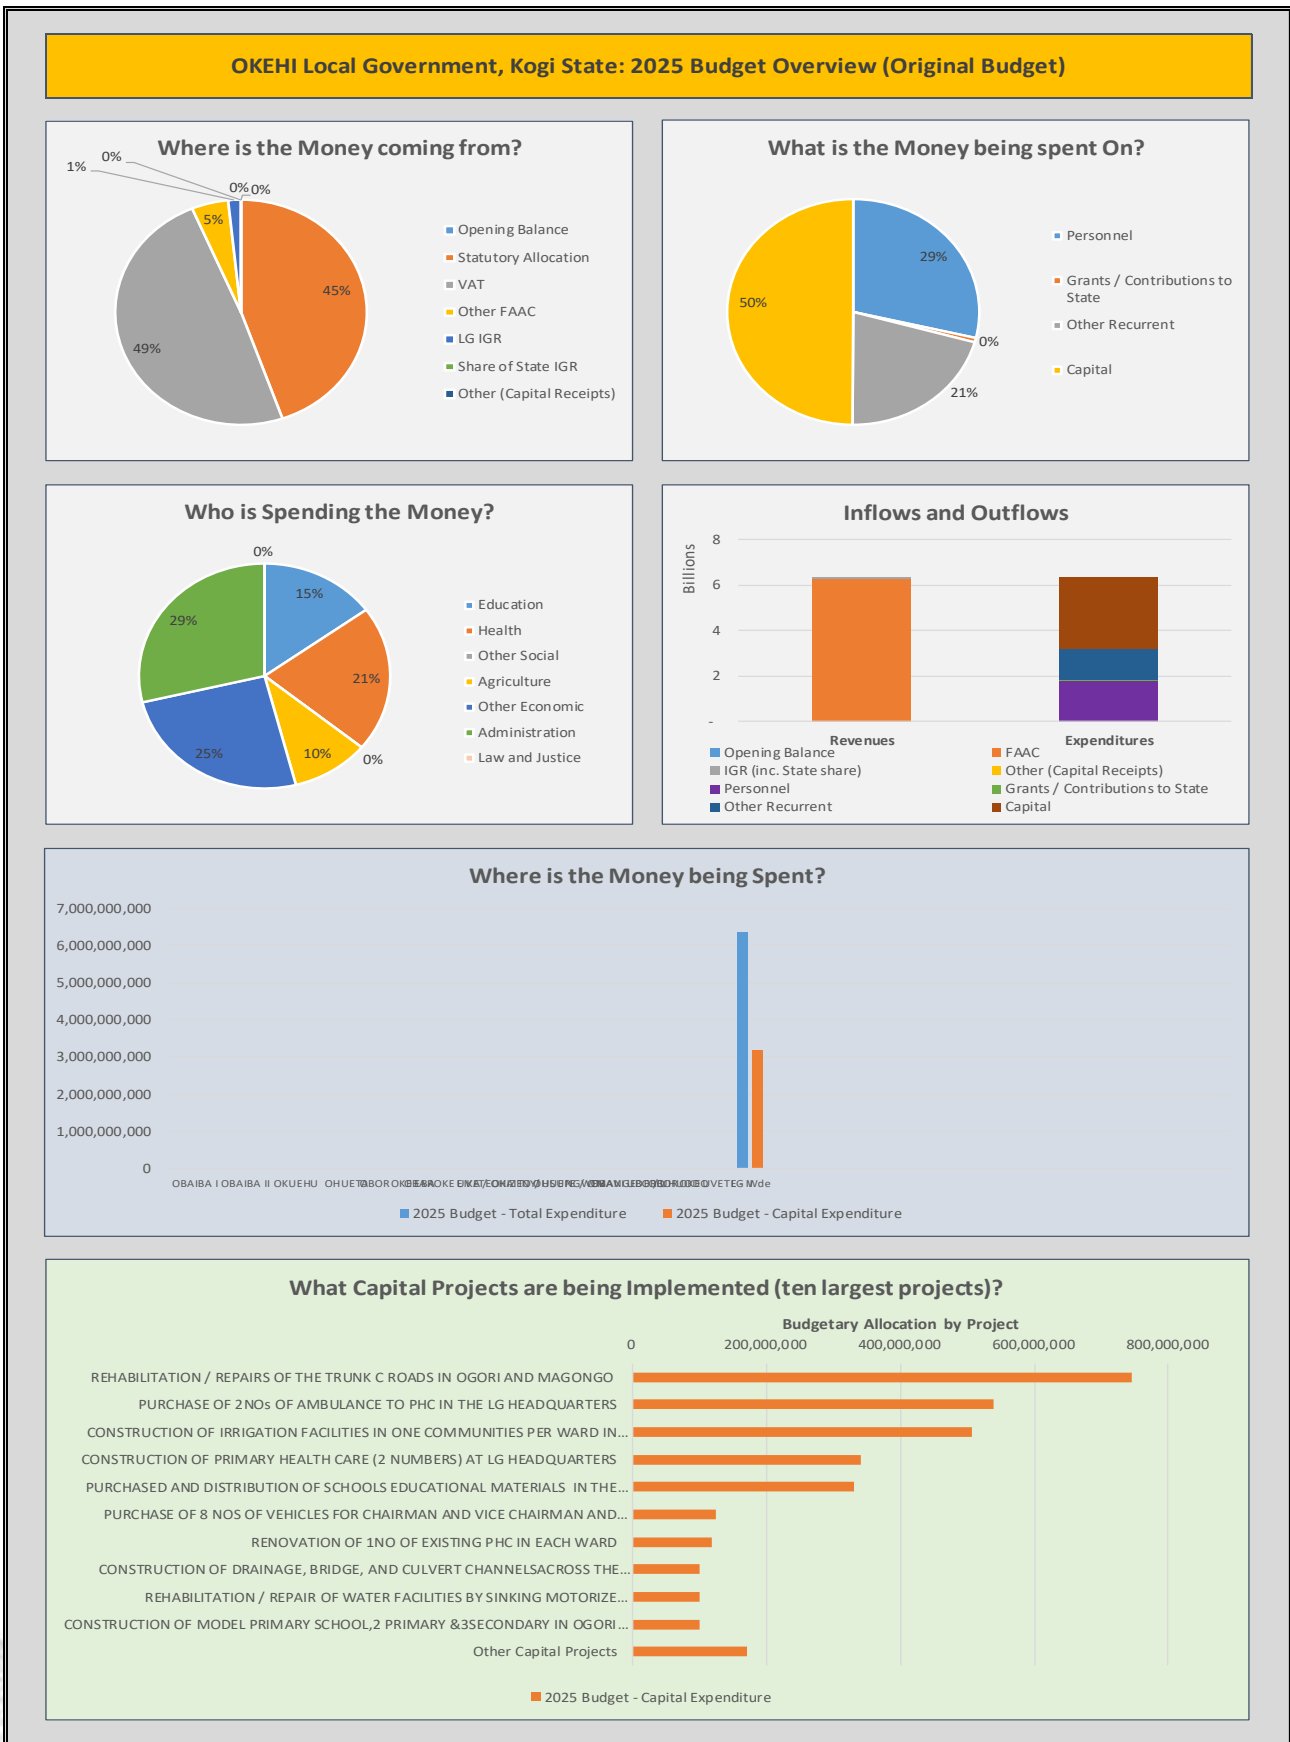 OKEHI Local Government, Kogi State: 2025 Budget Overview (Original Budget)
Where is the Money coming from?
0%
1%
0%
0%
5%
45%
49%
Opening Balance
Statutory Allocation
VAT
Other FAAC
LG IGR
Share of State IGR
Other (Capital Receipts)
What is the Money being spent On?
29%
50%
0%
21%
Personnel
Grants / Contributions to
State
Other Recurrent
Capital
Who is Spending the Money?
0%
15%
29%
21%
25%
10%
0%
Education
Health
Other Social
Agriculture
Other Economic
Administration
Law and Justice
Inflows and Outflows
Billions
8
6
4
2
-
Revenues
Expenditures
Opening Balance
FAAC
IGR (inc. State share)
Other (Capital Receipts)
Personnel
Grants / Contributions to State
Other Recurrent
Capital
Where is the Money being Spent?
7,000,000,000
6,000,000,000
5,000,000,000
4,000,000,000
3,000,000,000
2,000,000,000
1,000,000,000
0
OBAIBA I OBAIBA II OKUEHU
2025 Budget - Total Expenditure
2025 Budget - Capital Expenditure
What Capital Projects are being Implemented (ten largest projects)?
Budgetary Allocation by Project
0 200,000,000 400,000,000 600,000,000 800,000,000
REHABILITATION / REPAIRS OF THE TRUNK C ROADS IN OGORI AND MAGONGO
PURCHASE OF 2NOs OF AMBULANCE TO PHC IN THE LG HEADQUARTERS
CONSTRUCTION OF IRRIGATION FACILITIES IN ONE COMMUNITIES PER WARD IN...
CONSTRUCTION OF PRIMARY HEALTH CARE (2 NUMBERS) AT LG HEADQUARTERS
PURCHASED AND DISTRIBUTION OF SCHOOLS EDUCATIONAL MATERIALS IN THE...
PURCHASE OF 8 NOS OF VEHICLES FOR CHAIRMAN AND VICE CHAIRMAN AND...
RENOVATION OF 1NO OF EXISTING PHC IN EACH WARD
CONSTRUCTION OF DRAINAGE, BRIDGE, AND CULVERT CHANNELSACROSS THE...
REHABILITATION / REPAIR OF WATER FACILITIES BY SINKING MOTORIZE...
CONSTRUCTION OF MODEL PRIMARY SCHOOL,2 PRIMARY &3SECONDARY IN OGORI...
Other Capital Projects
2025 Budget - Capital Expenditure